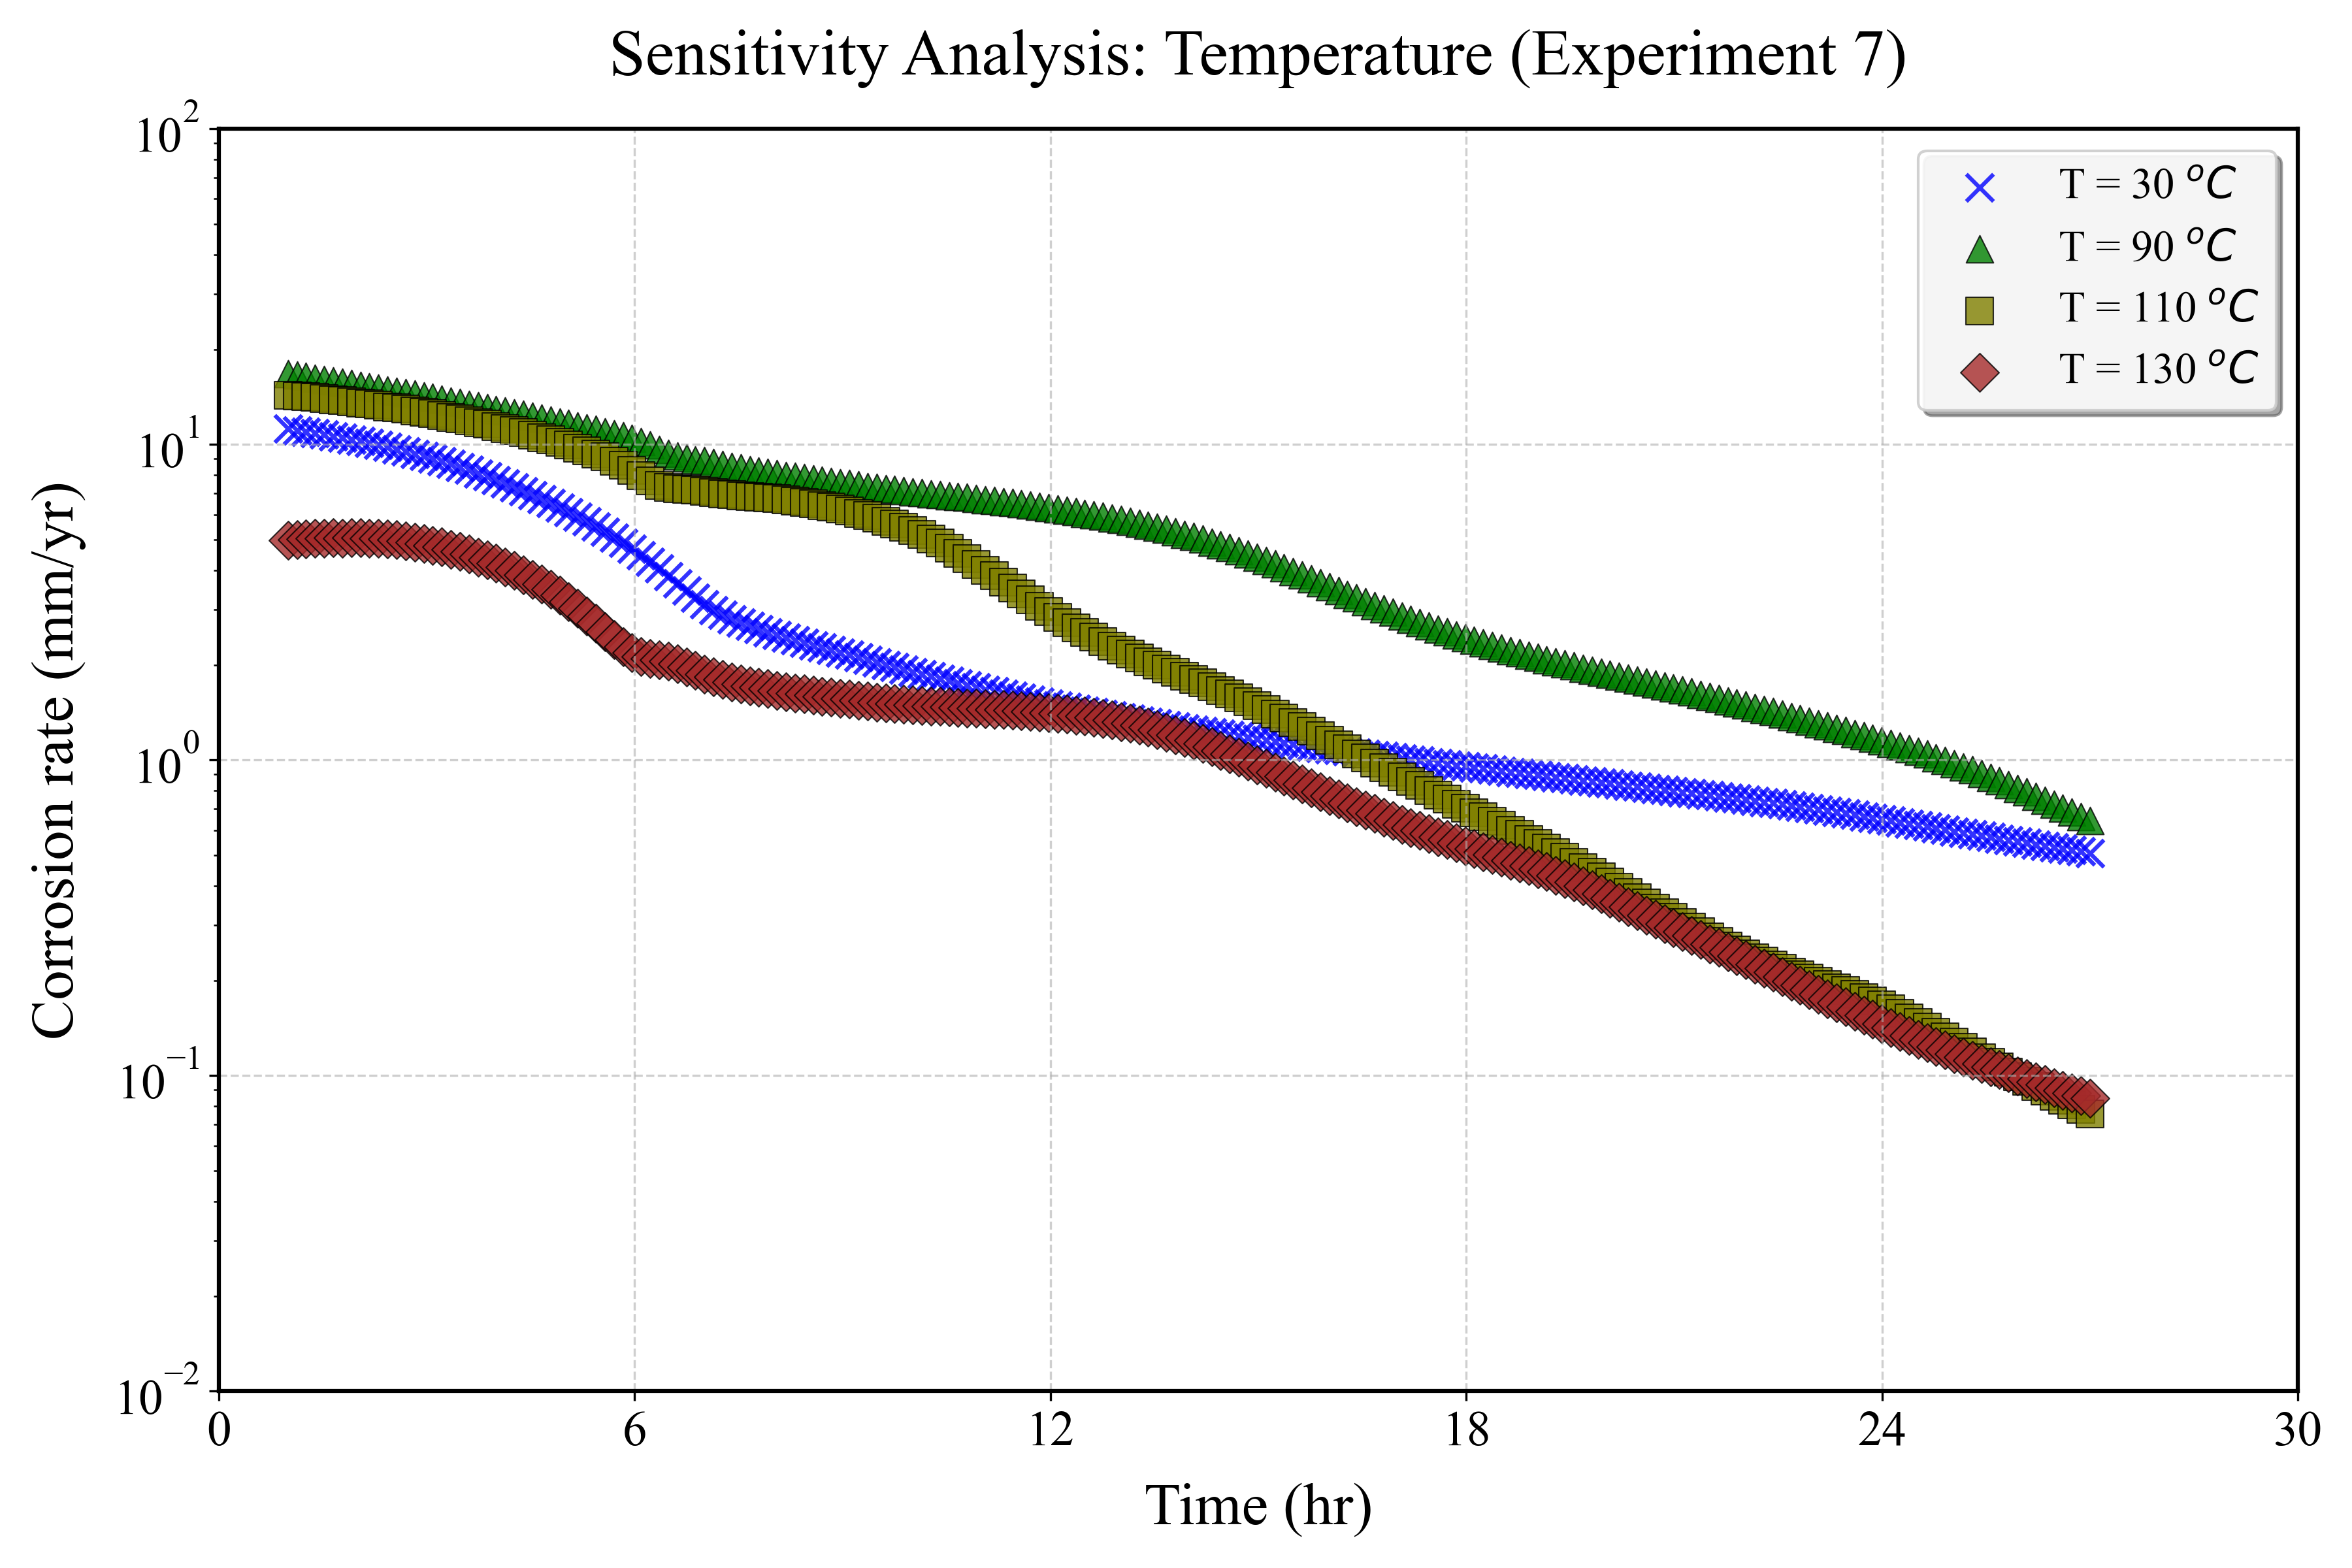 Sensitivity Analysis: Temperature (Experiment 7)
10^2
10^1
10^0
10^−1
10^−2
Corrosion rate (mm/yr)
T = 30 °C
T = 90 °C
T = 110 °C
T = 130 °C
0 6 12 18 24 30
Time (hr)